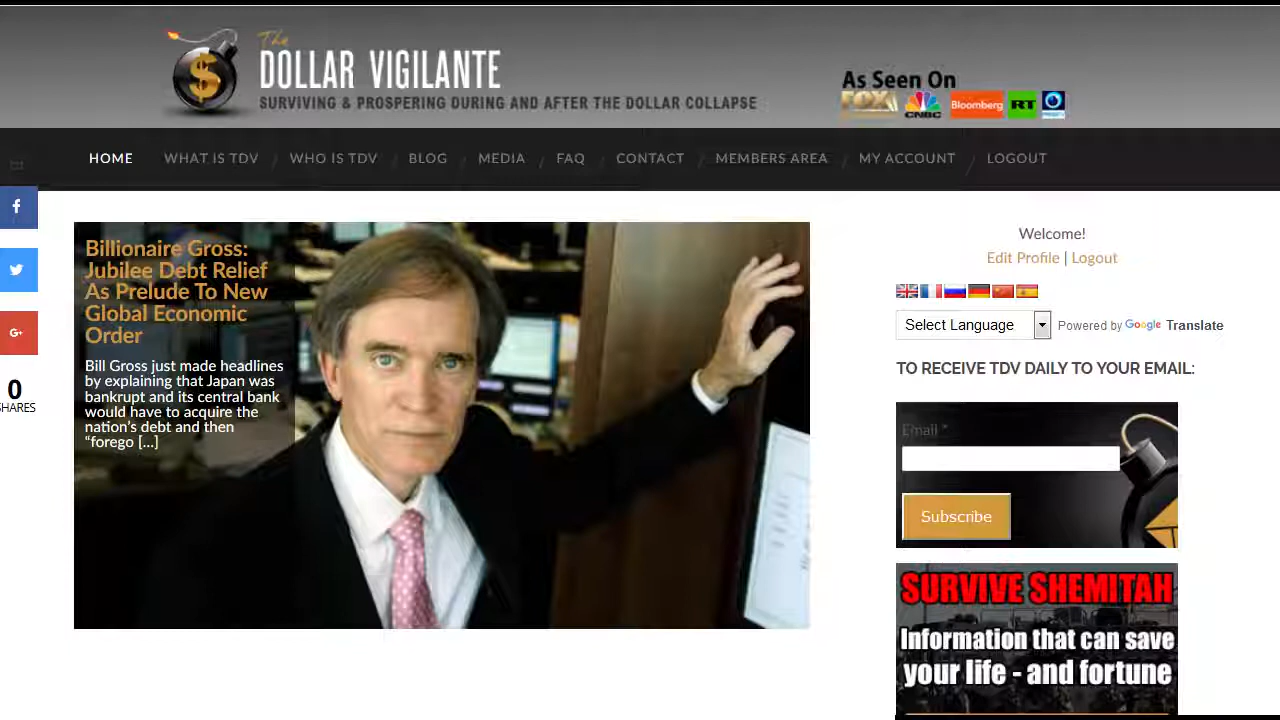 The
DOLLAR VIGILANTE
SURVIVING & PROSPERING DURING AND AFTER THE DOLLAR COLLAPSE
As Seen On
FOX CNBC Bloomberg RT
HOME WHAT IS TDV / WHO IS TDV / BLOG / MEDIA / FAQ / CONTACT / MEMBERS AREA / MY ACCOUNT / LOGOUT
Billionaire Gross:
Jubilee Debt Relief
As Prelude To New
Global Economic
Order
Bill Gross just made headlines
by explaining that Japan was
bankrupt and its central bank
would have to acquire the
nation's debt and then
“forego [...]
0
SHARES
Welcome!
Edit Profile | Logout
Select Language
Powered by Google Translate
TO RECEIVE TDV DAILY TO YOUR EMAIL:
Email *
Subscribe
SURVIVE SHEMITAH
Information that can save
your life - and fortune